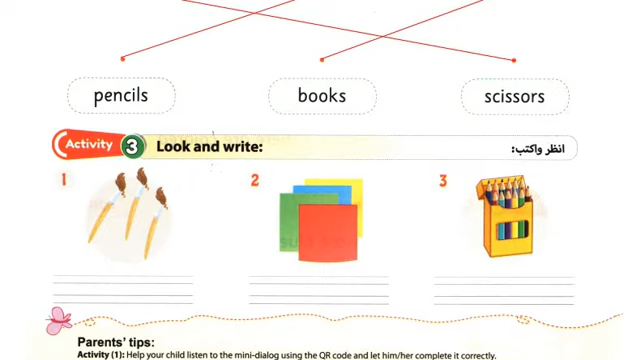 pencils books scissors
Activity 3 Look and write: انظر واكتب:
1 2 3
Parents' tips:
Activity (1): Help your child listen to the mini-dialog using the QR code and let him/her complete it correctly.